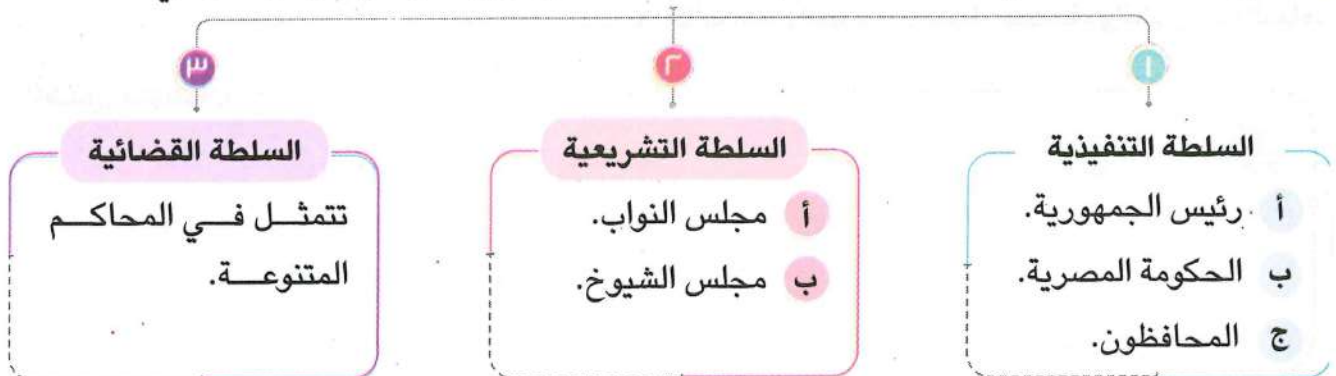 ١
السلطة التنفيذية
أ رئيس الجمهورية.
ب الحكومة المصرية.
ج المحافظون.
٢
السلطة التشريعية
أ مجلس النواب.
ب مجلس الشيوخ.
٣
السلطة القضائية
تتمثل في المحاكم
المتنوعة.